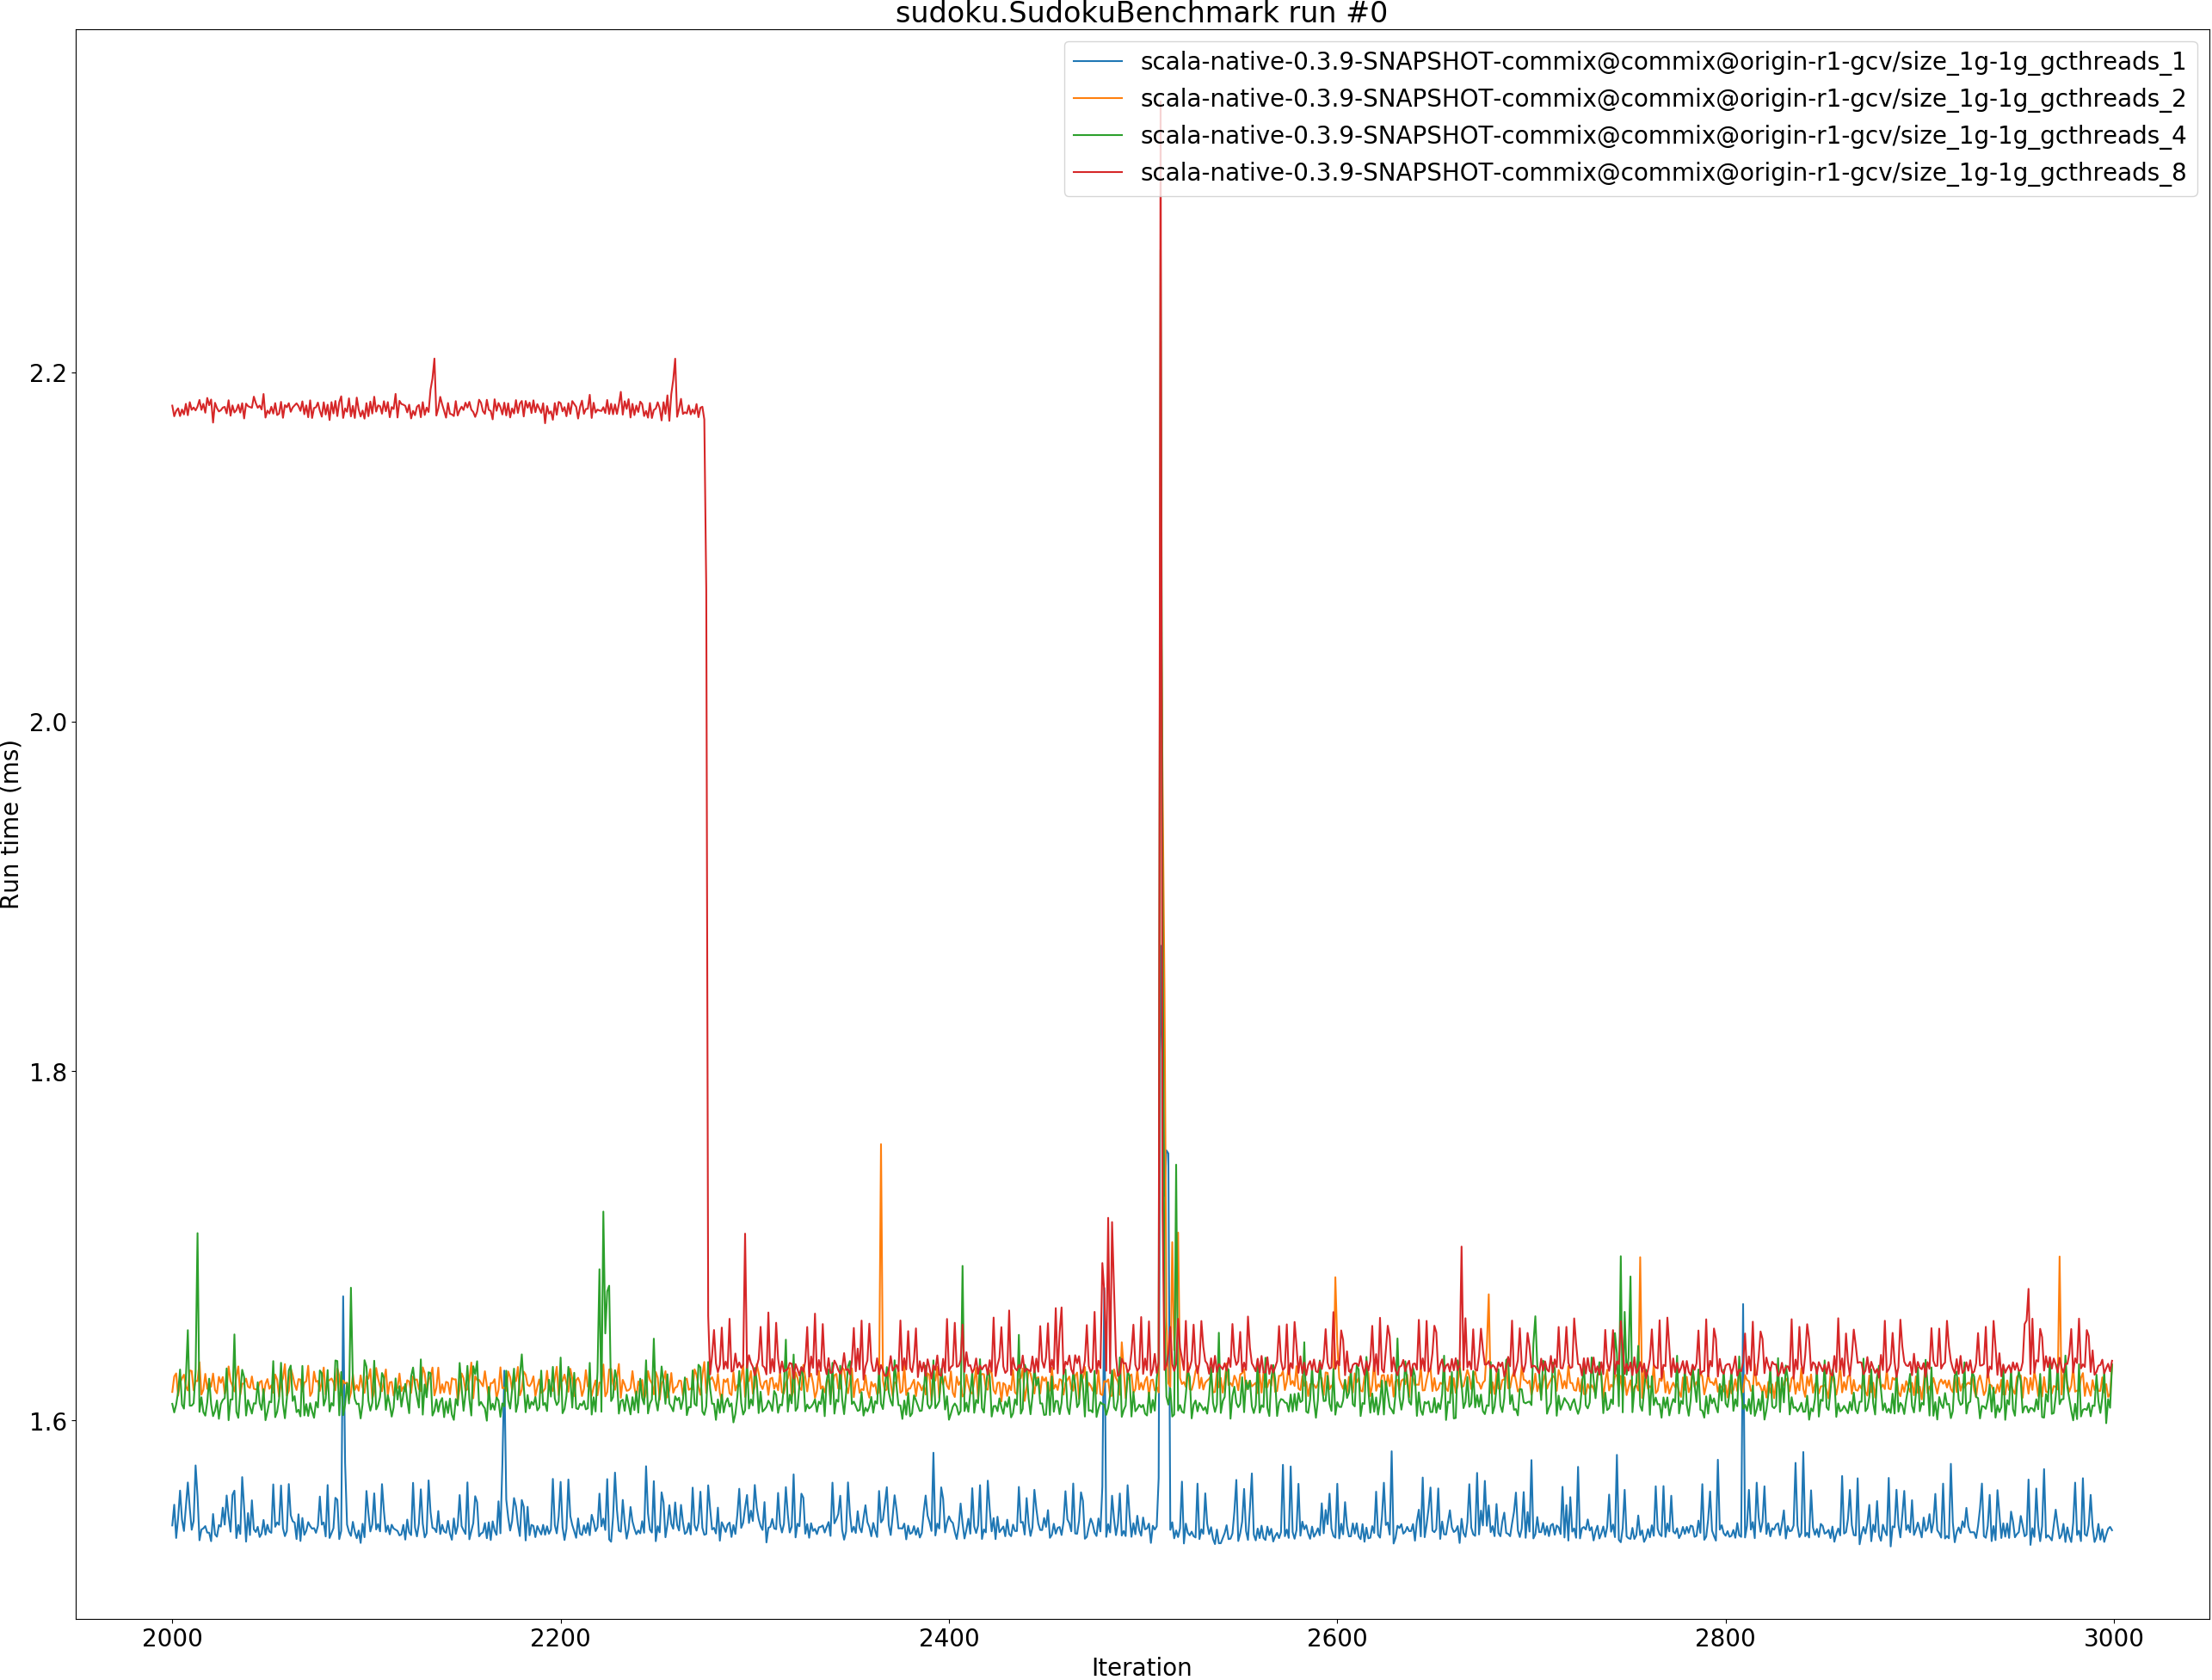 sudoku.SudokuBenchmark run #0
scala-native-0.3.9-SNAPSHOT-commix@commix@origin-r1-gcv/size_1g-1g_gcthreads_1
scala-native-0.3.9-SNAPSHOT-commix@commix@origin-r1-gcv/size_1g-1g_gcthreads_2
scala-native-0.3.9-SNAPSHOT-commix@commix@origin-r1-gcv/size_1g-1g_gcthreads_4
scala-native-0.3.9-SNAPSHOT-commix@commix@origin-r1-gcv/size_1g-1g_gcthreads_8
2.2
2.0
1.8
1.6
Run time (ms)
2000 2200 2400 2600 2800 3000
Iteration